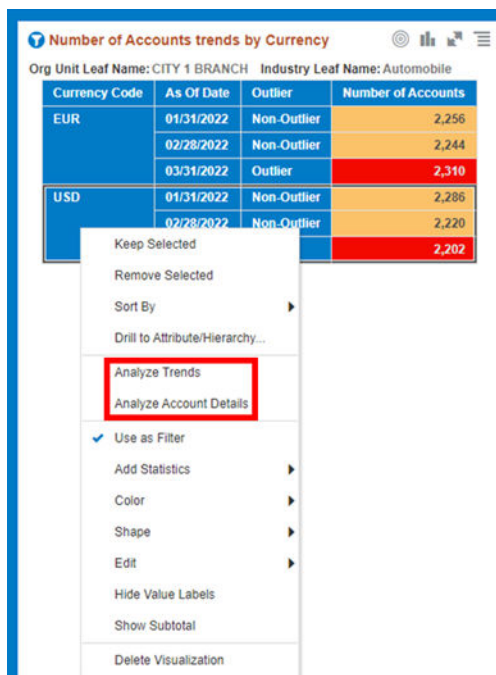 Number of Accounts trends by Currency
Org Unit Leaf Name: CITY 1 BRANCH Industry Leaf Name: Automobile
Currency Code As Of Date Outlier Number of Accounts
EUR 01/31/2022 Non-Outlier 2,256
02/28/2022 Non-Outlier 2,244
03/31/2022 Outlier 2,310
USD 01/31/2022 Non-Outlier 2,286
02/28/2022 Non-Outlier 2,220
2,202
Keep Selected
Remove Selected
Sort By
Drill to Attribute/Hierarchy...
Analyze Trends
Analyze Account Details
Use as Filter
Add Statistics
Color
Shape
Edit
Hide Value Labels
Show Subtotal
Delete Visualization